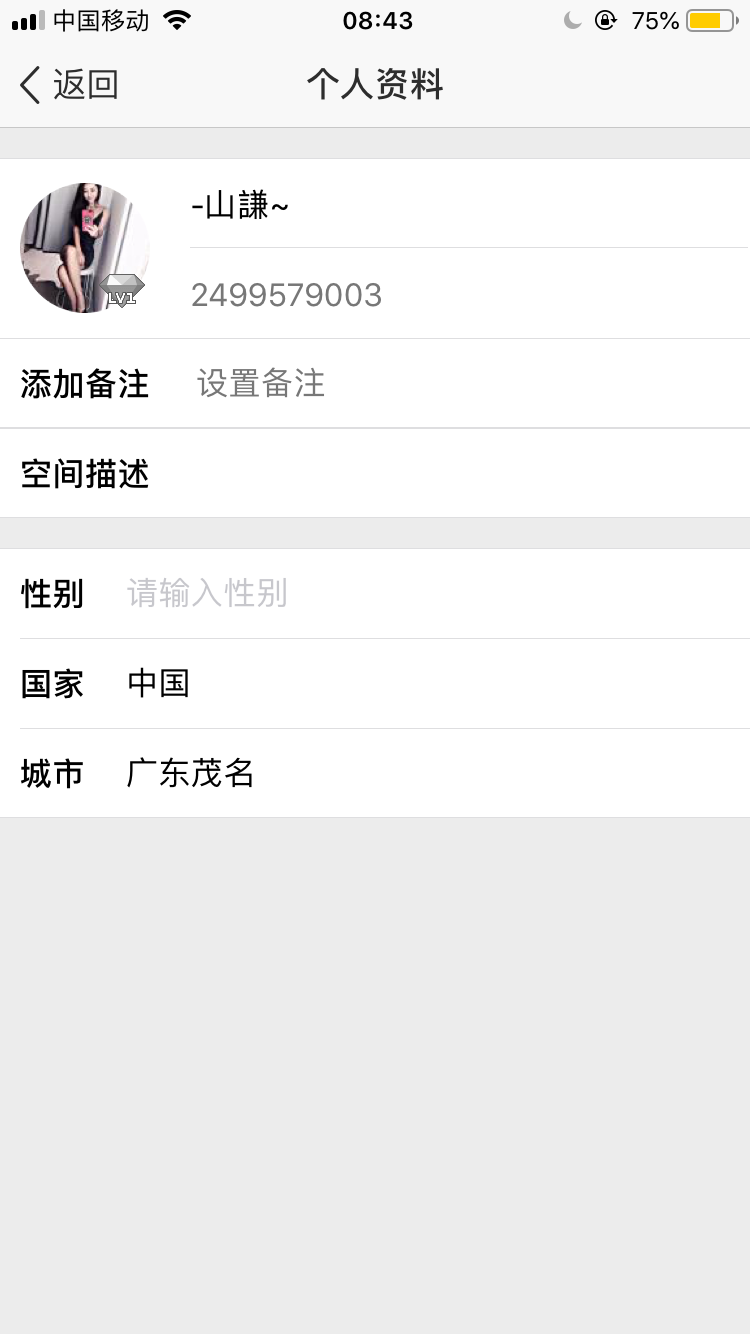 中国移动 08:43 75%
返回 个人资料
-山謙~
LV1
2499579003
添加备注 设置备注
空间描述
性别 请输入性别
国家 中国
城市 广东茂名